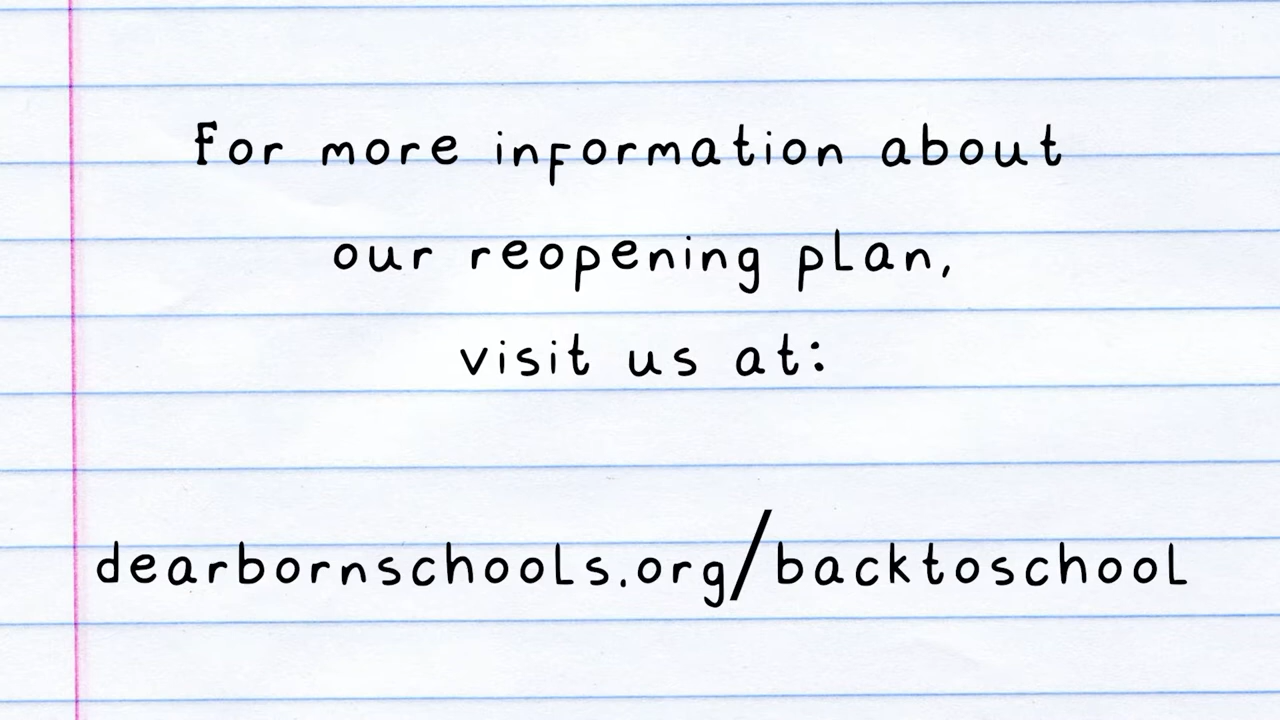 For more information about
our reopening plan,
visit us at:
dearbornschools.org/backtoschool